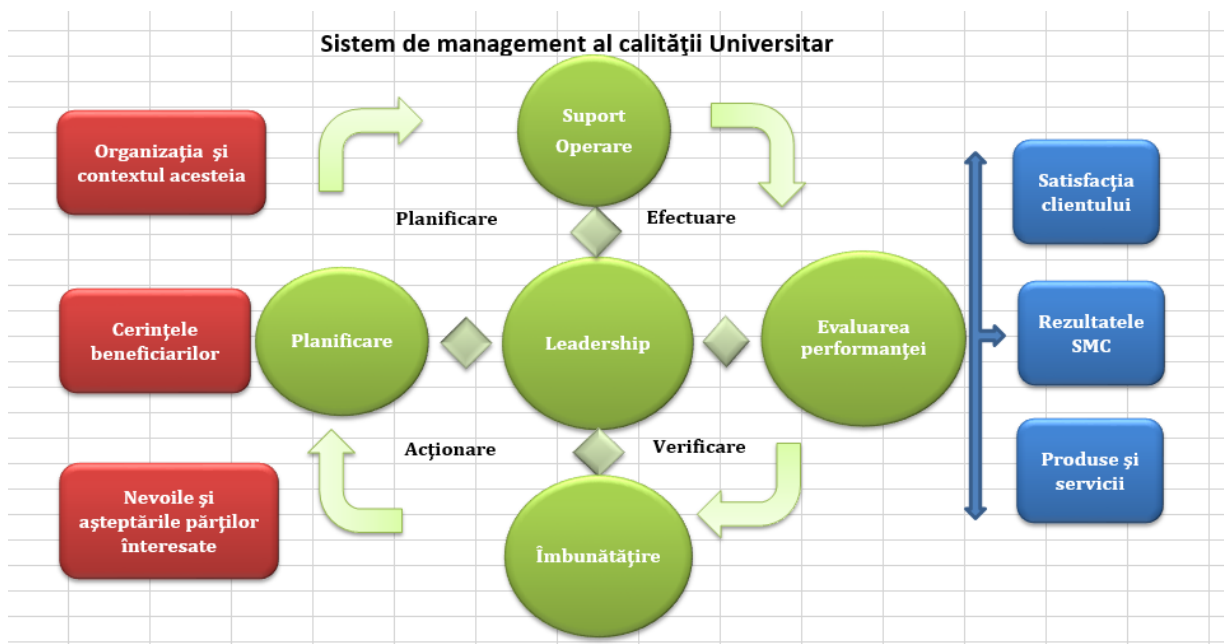 Sistem de management al calităţii Universitar
Suport
Operare
Organizaţia şi
contextul acesteia
Satisfacţia
clientului
Planificare
Efectuare
Cerinţele
beneficiarilor
Planificare
Leadership
Evaluarea
performanţei
Rezultatele
SMC
Acţionare
Verificare
Nevoile şi
aşteptările părţilor
interesate
Îmbunătăţire
Produse şi
servicii